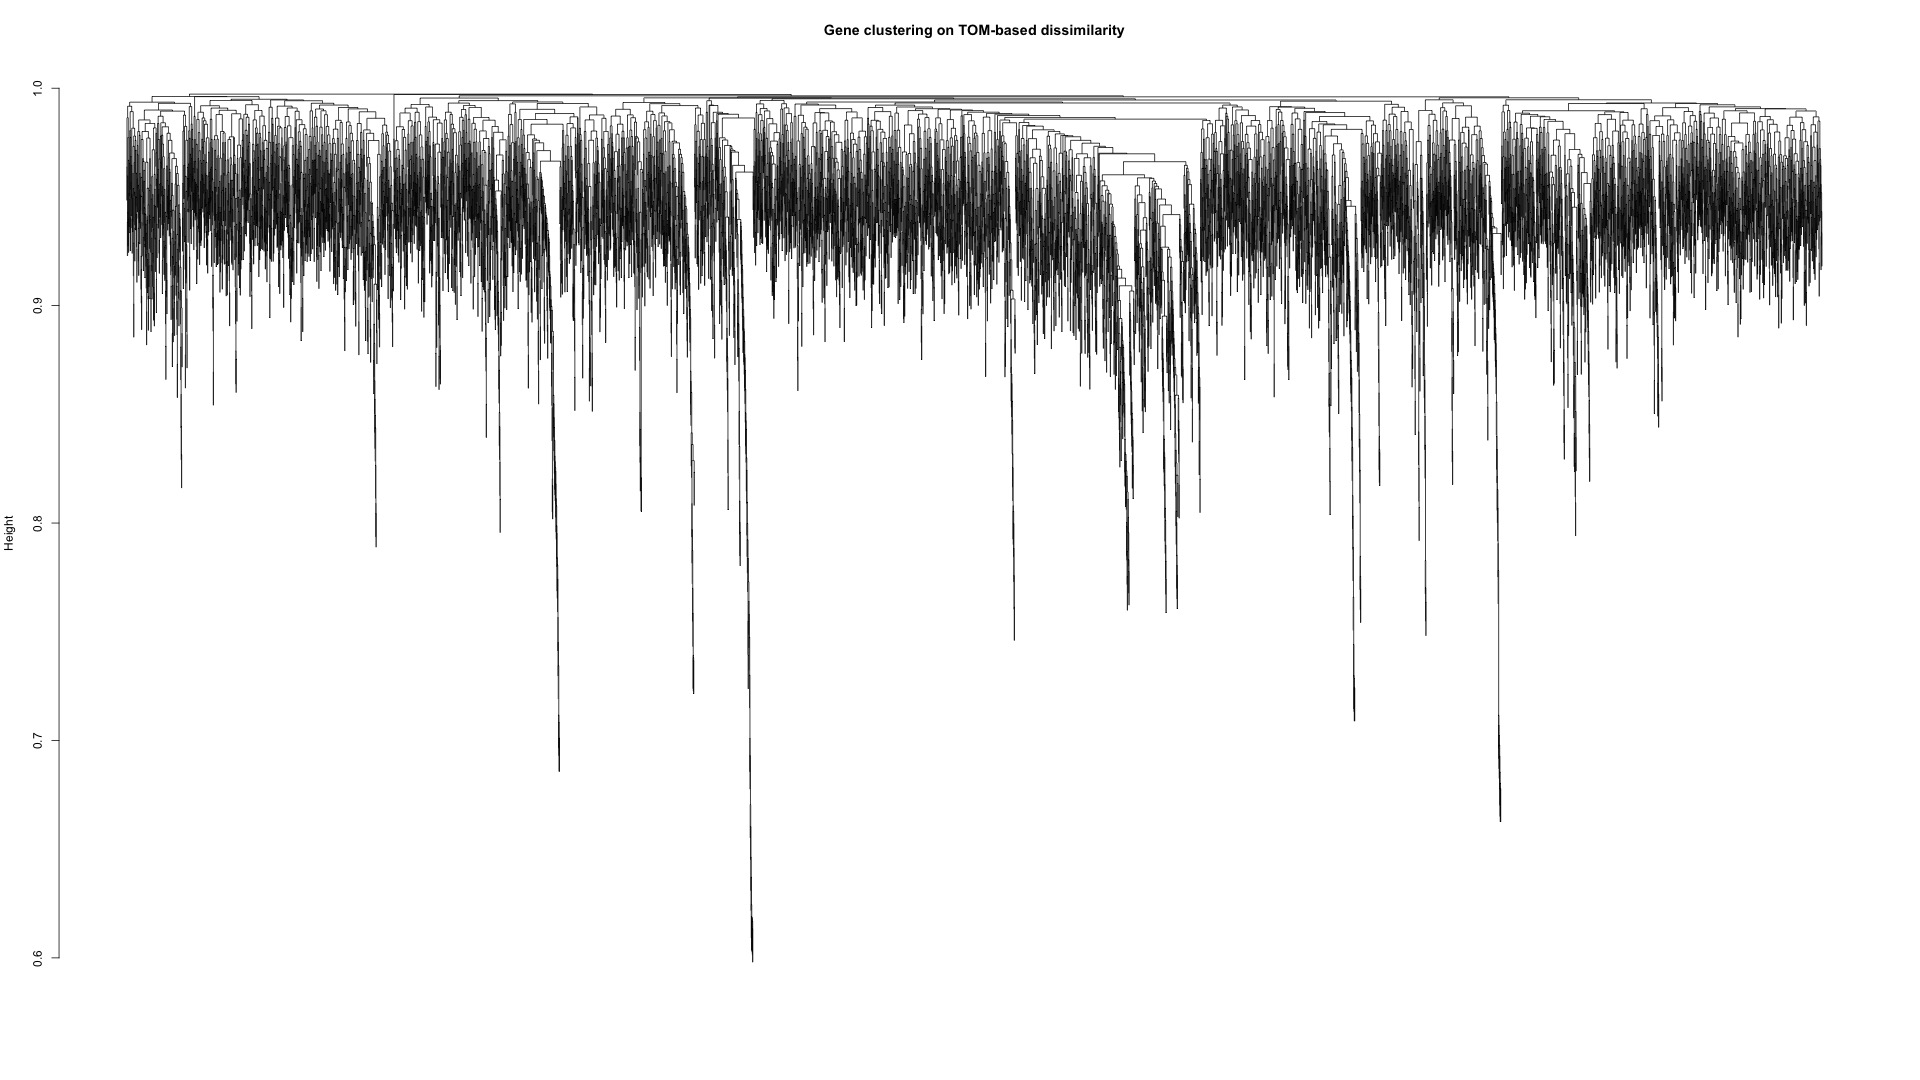 Gene clustering on TOM-based dissimilarity
1.0
0.9
0.8
0.7
0.6
Height